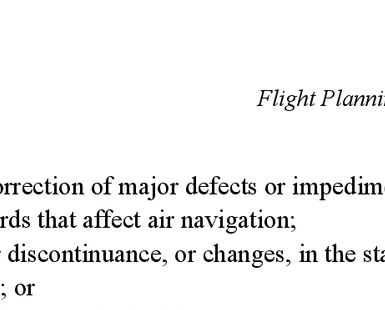 Flight Planni
orrection of major defects or impedim
rds that affect air navigation;
discontinuance, or changes, in the sta
; or